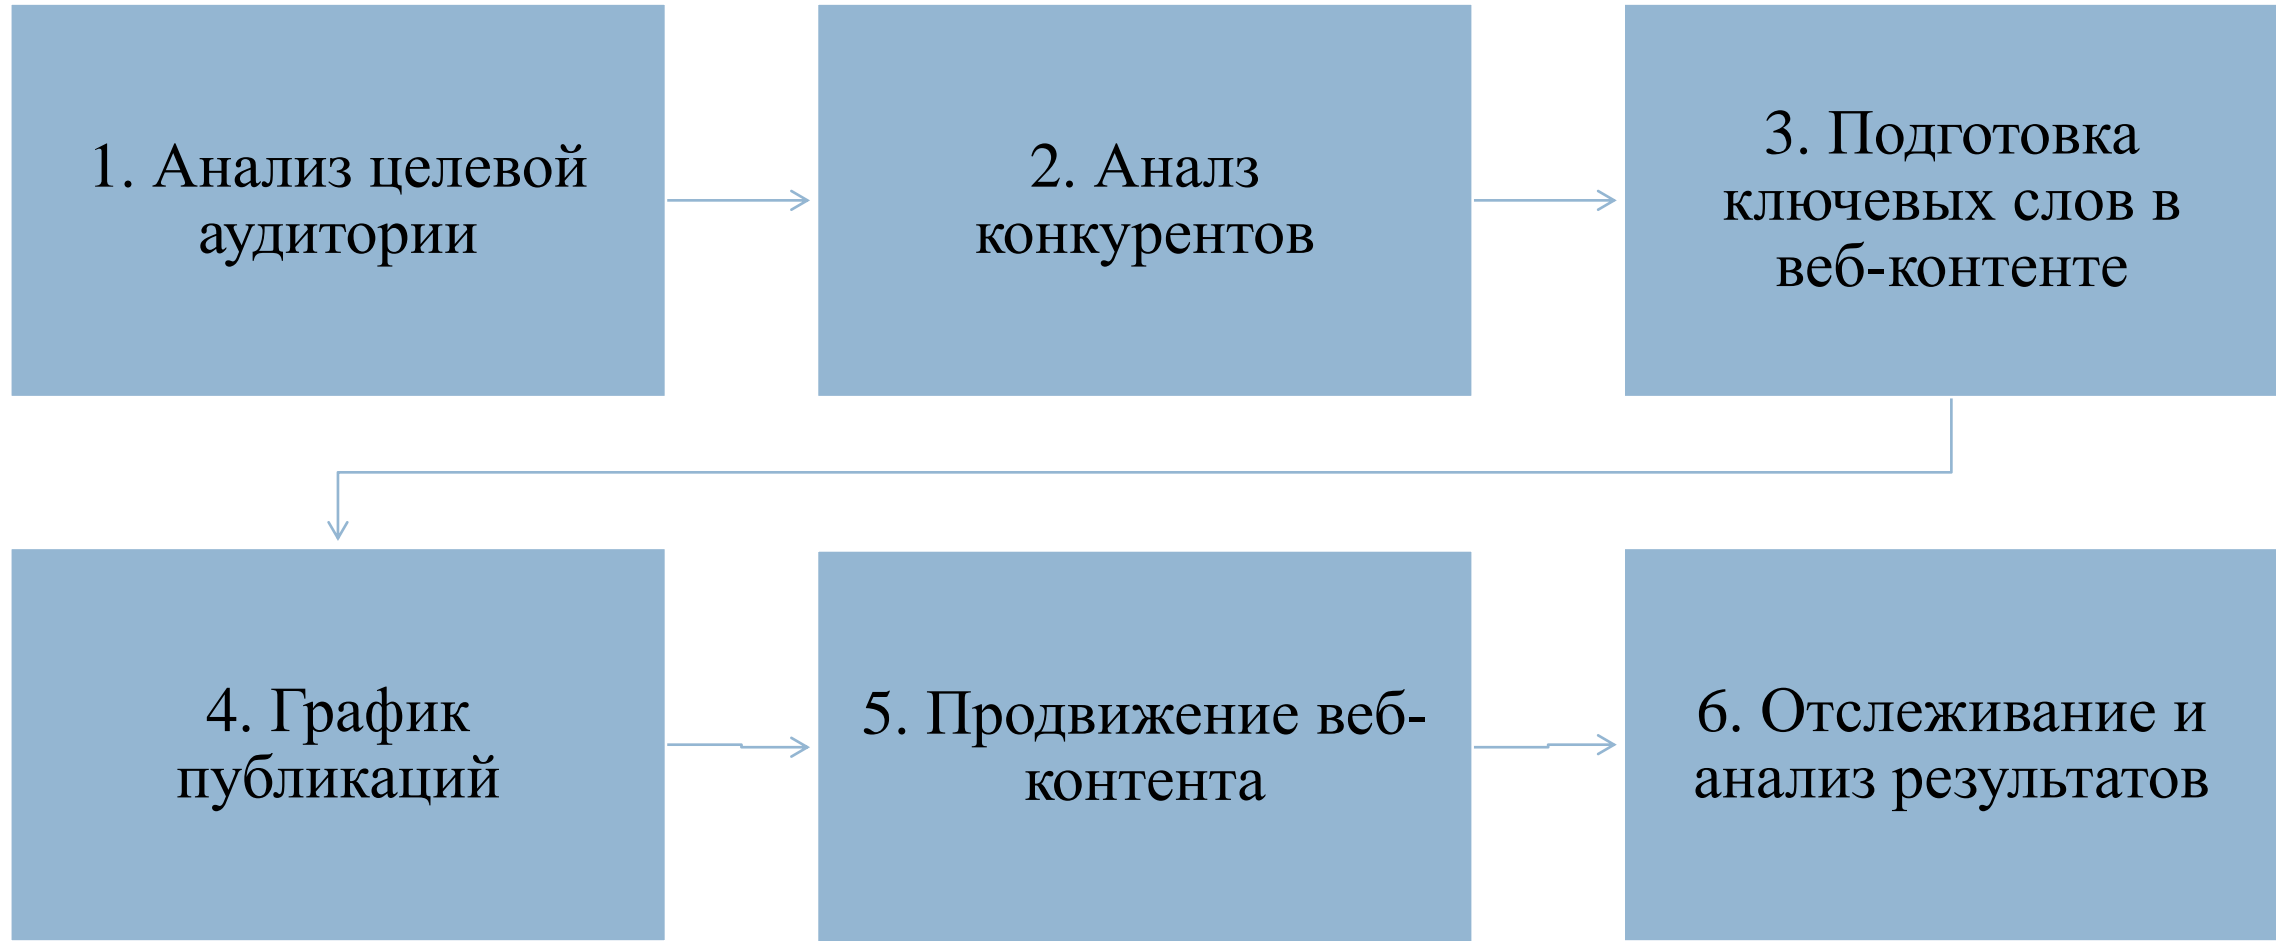 1. Анализ целевой
аудитории
2. Аналз
конкурентов
3. Подготовка
ключевых слов в
веб-контенте
4. График
публикаций
5. Продвижение веб-
контента
6. Отслеживание и
анализ результатов